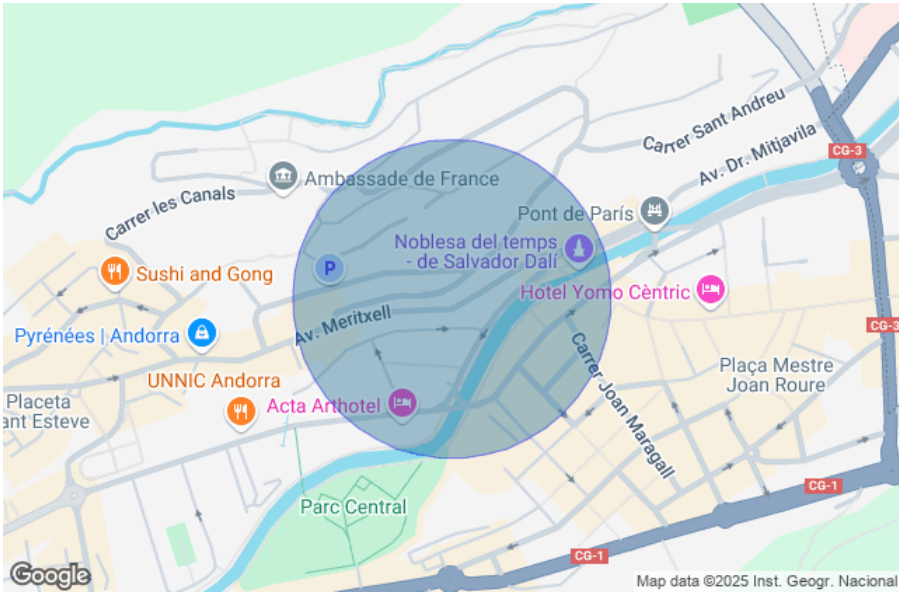 Carrer Sant Andreu
Av. Dr. Mitjavila
CG-3
Ambassade de France
Carrer les Canals
Pont de París
Noblesa del temps
- de Salvador Dalí
P
Sushi and Gong
Hotel Yomo Cèntric
Av. Meritxell
Pyrénées | Andorra
CG-3
Carrer Joan Maragall
Plaça Mestre
Joan Roure
UNNIC Andorra
Acta Arthotel
Placeta
ant Esteve
CG-1
Parc Central
CG-1
Google
Map data ©2025 Inst. Geogr. Nacional